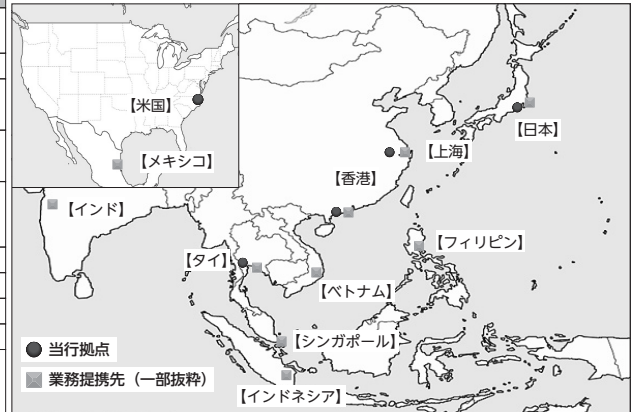 【米国】
【メキシコ】
【日本】
【上海】
【香港】
【インド】
【フィリピン】
【タイ】
【ベトナム】
【シンガポール】
【インドネシア】
当行拠点
業務提携先（一部抜粋）